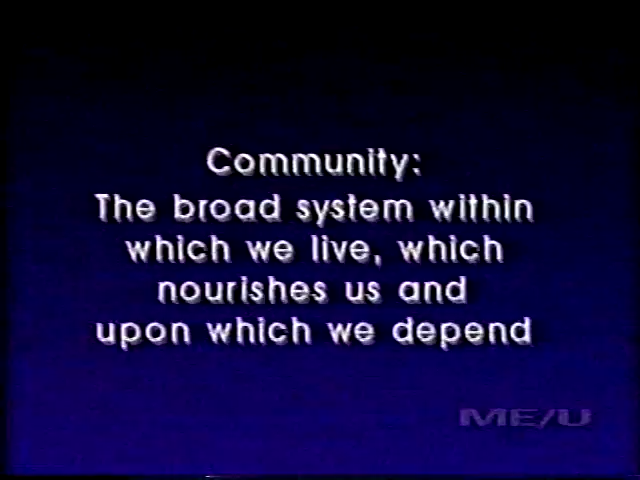 Community:
The broad system within
which we live, which
nourishes us and
upon which we depend
ME/U